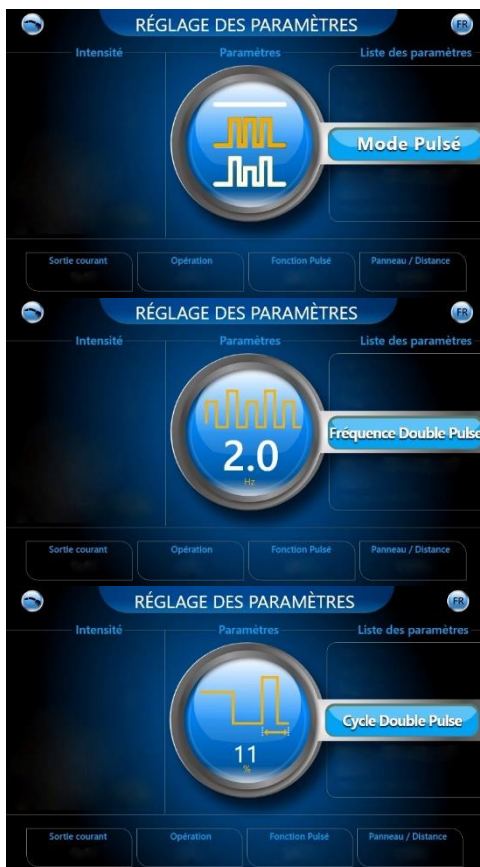 RÉGLAGE DES PARAMÈTRES
FR
Intensité
Paramètres
Liste des paramètres
Mode Pulsé
Sortie courant
Opération
Fonction Pulsé
Panneau / Distance
RÉGLAGE DES PARAMÈTRES
FR
Intensité
Paramètres
Liste des paramètres
2.0
Hz
Fréquence Double Pulse
Sortie courant
Opération
Fonction Pulsé
Panneau / Distance
RÉGLAGE DES PARAMÈTRES
FR
Intensité
Paramètres
Liste des paramètres
11
%
Cycle Double Pulse
Sortie courant
Opération
Fonction Pulsé
Panneau / Distance